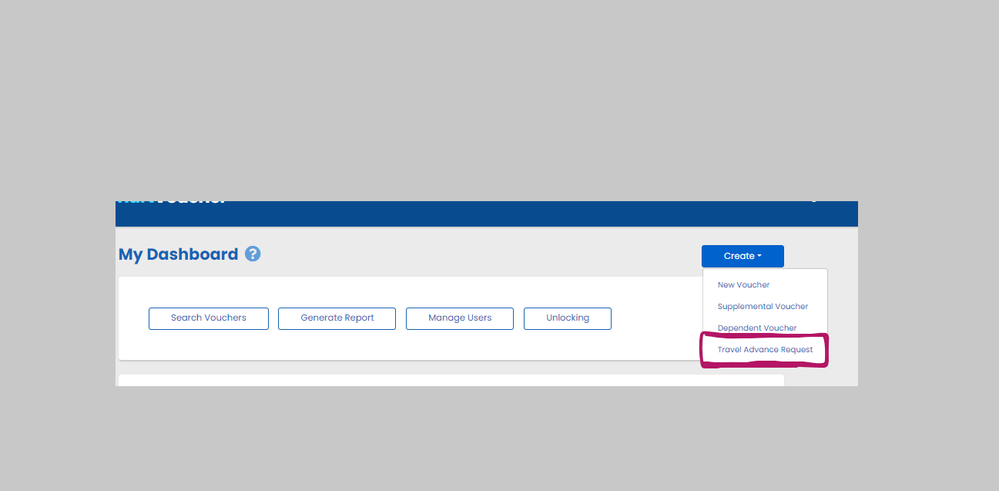 My Dashboard ?
Create
New Voucher
Supplemental Voucher
Dependent Voucher
Travel Advance Request
Search Vouchers Generate Report Manage Users Unlocking